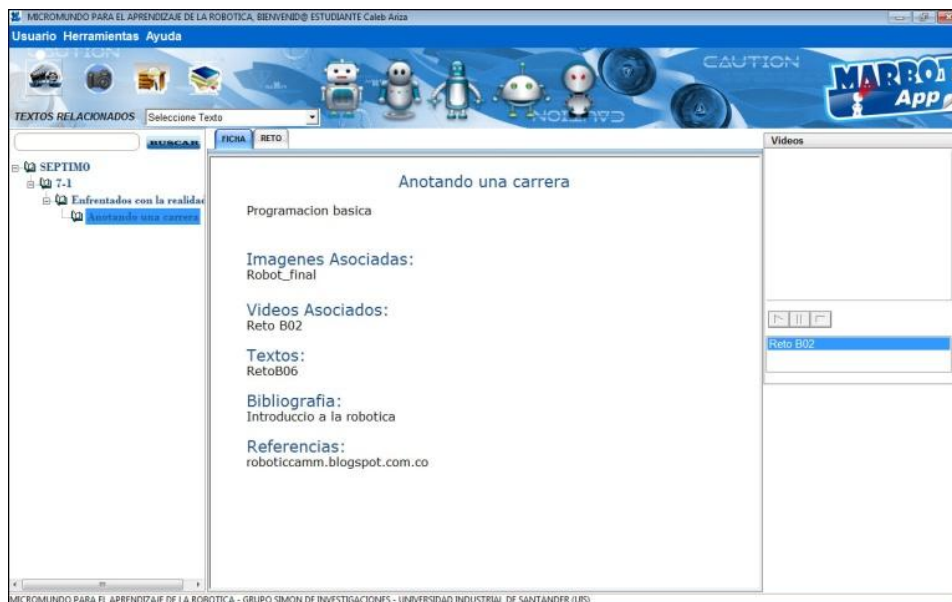 MICROMUNDO PARA EL APRENDIZAJE DE LA ROBOTICA, BIENVENID@ ESTUDIANTE Caleb Ariza
Usuario Herramientas Ayuda
CAUTION
MARBOT
App
TEXTOS RELACIONADOS Seleccione Texto
BUSCAR
FICHA RETO
Videos
SEPTIMO
7-1
Enfrentados con la realidad
Anotando una carrera
Anotando una carrera
Programacion basica
Imagenes Asociadas:
Robot_final
Videos Asociados:
Reto B02
Textos:
RetoB06
Bibliografia:
Introduccio a la robotica
Referencias:
roboticcamm.blogspot.com.co
Reto B02
MICROMUNDO PARA EL APRENDIZAJE DE LA ROBOTICA - GRUPO SIMON DE INVESTIGACIONES - UNIVERSIDAD INDUSTRIAL DE SANTANDER (UIS)